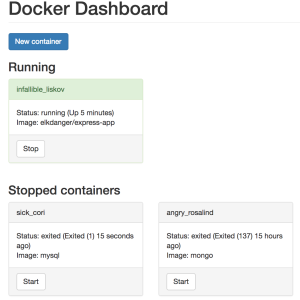 Docker Dashboard
New container
Running
infallible_liskov
Status: running (Up 5 minutes)
Image: elkdanger/express-app
Stop
Stopped containers
sick_cori
Status: exited (Exited (1) 15 seconds
ago)
Image: mysql
Start
angry_rosalind
Status: exited (Exited (137) 15 hours
ago)
Image: mongo
Start